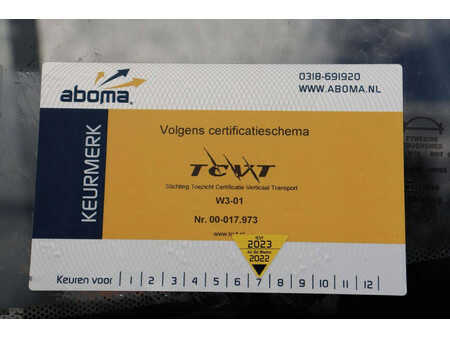 aboma
0318-691920
WWW.ABOMA.NL
KEURMERK
Volgens certificatieschema
TCVT
Stichting Toezicht Certificatie Verticaal Transport
W3-01
Nr. 00-017.973
2023
2022
Keuren voor 1 2 3 4 5 6 7 8 9 10 11 12